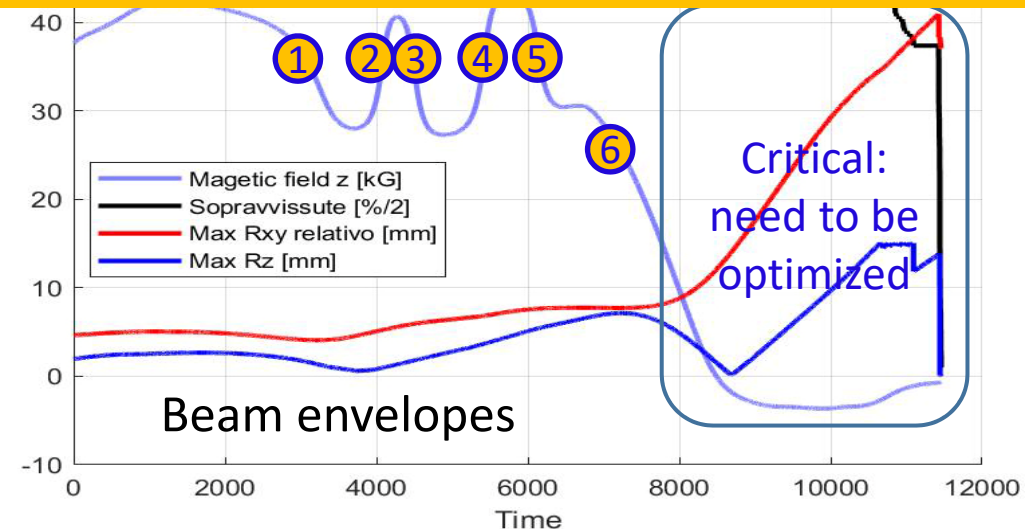 40
30
20
10
0
-10
1
2
3
4
5
6
Magetic field z [kG]
Sopravvissute [%/2]
Max Rxy relativo [mm]
Max Rz [mm]
Critical:
need to be
optimized
Beam envelopes
0 2000 4000 6000 8000 10000 12000
Time